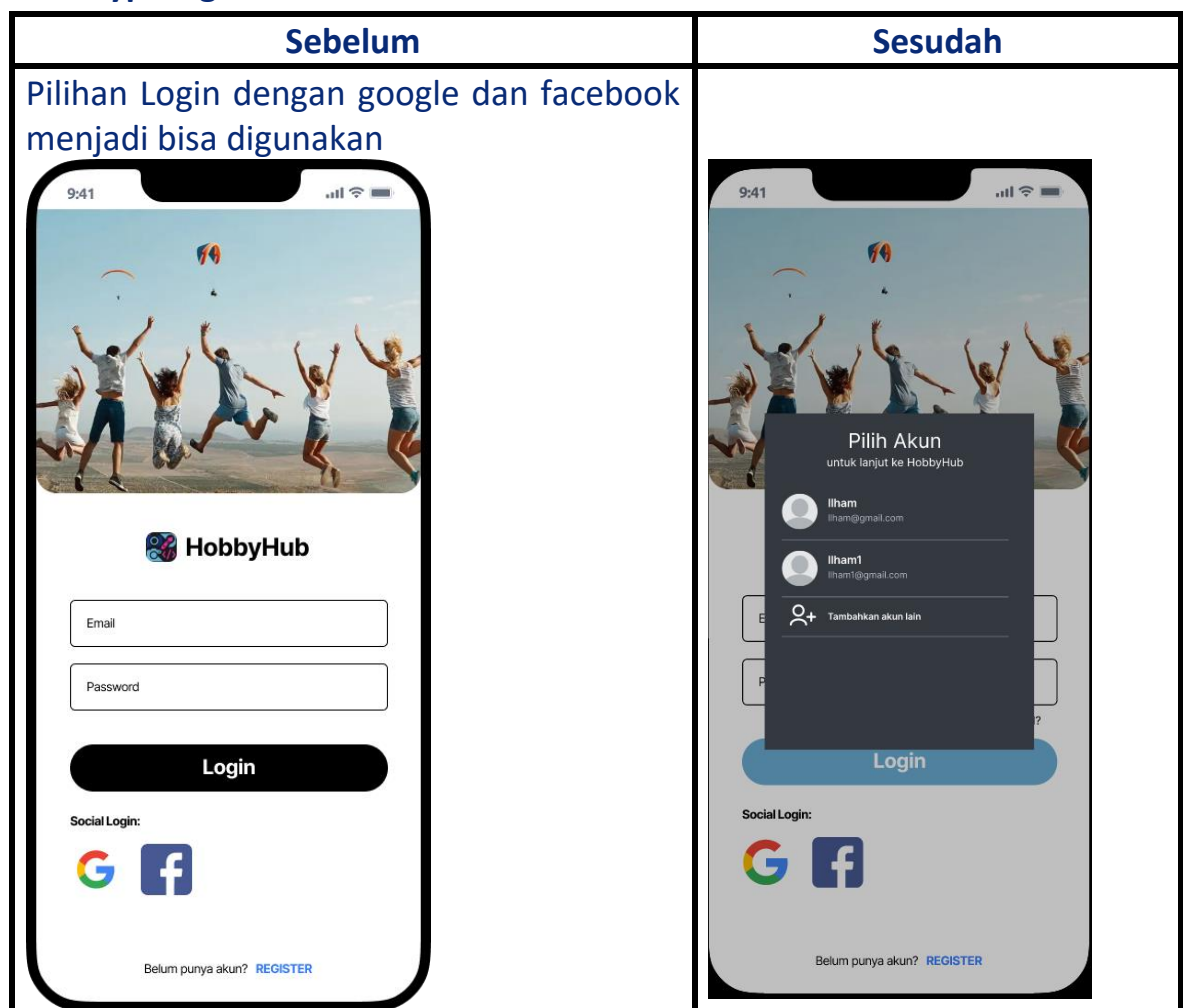 Sebelum
Sesudah
Pilihan Login dengan google dan facebook
menjadi bisa digunakan
9:41
HobbyHub
Email
Password
Login
Social Login:
Belum punya akun? REGISTER
9:41
Pilih Akun
untuk lanjut ke HobbyHub
Ilham
Ilham@gmail.com
Ilham1
Ilham1@gmail.com
Tambahkan akun lain
E
P
?
Login
Social Login:
Belum punya akun? REGISTER